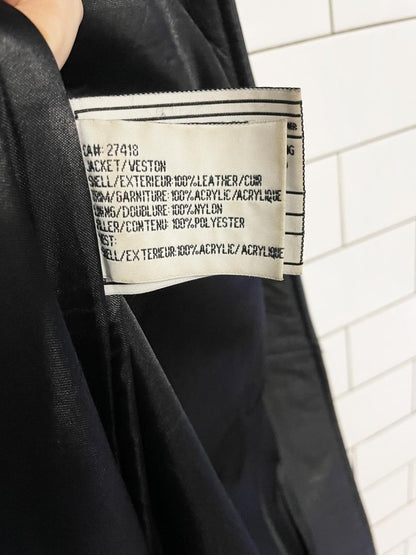 CA#: 27418
JACKET/VESTON
SHELL/EXTERIEUR:100%LEATHER/CUIR
TRIM/GARNITURE:100%ACRYLIC/ACRYLIQUE
LINING/DOUBLURE:100%NYLON
FILLER/CONTENU:100%POLYESTER
VEST:
SHELL/EXTERIEUR:100%ACRYLIC/ACRYLIQUE